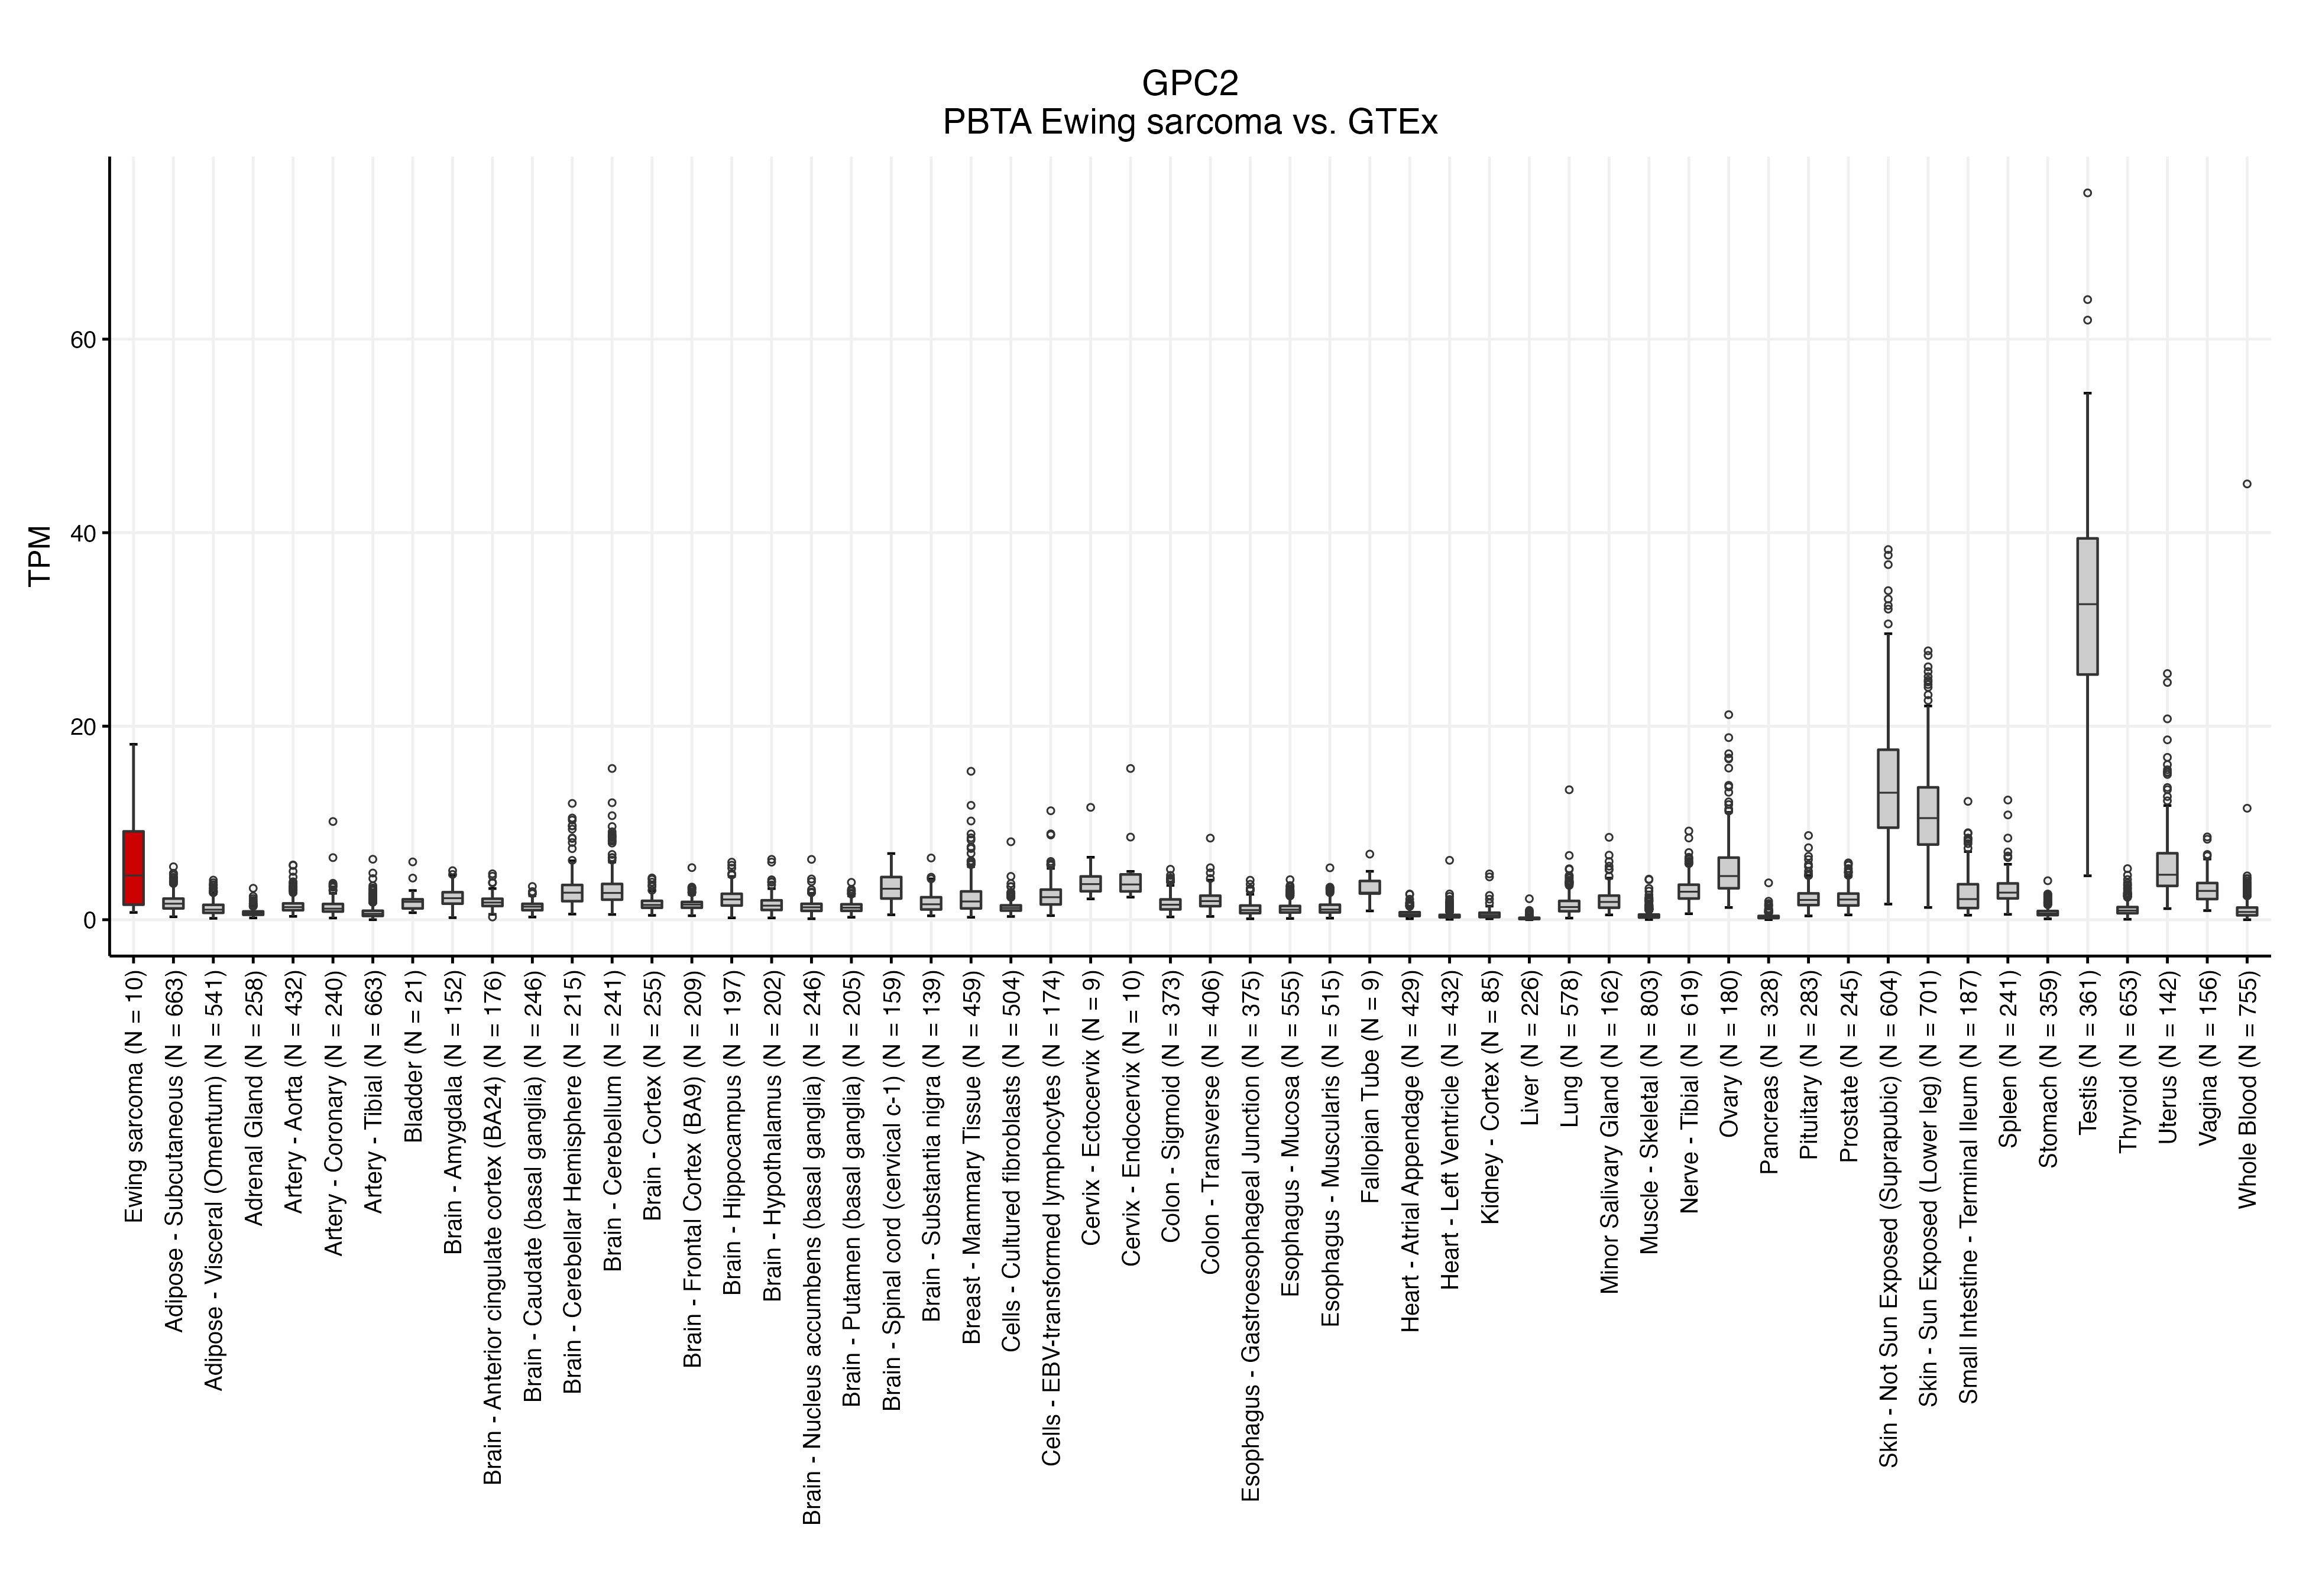 GPC2
PBTA Ewing sarcoma vs. GTEx
TPM
60
40
20
0
Ewing sarcoma (N = 10)
Adipose - Subcutaneous (N = 663)
Adipose - Visceral (Omentum) (N = 541)
Adrenal Gland (N = 258)
Artery - Aorta (N = 432)
Artery - Coronary (N = 240)
Artery - Tibial (N = 663)
Bladder (N = 21)
Brain - Amygdala (N = 152)
Brain - Anterior cingulate cortex (BA24) (N = 176)
Brain - Caudate (basal ganglia) (N = 246)
Brain - Cerebellar Hemisphere (N = 215)
Brain - Cerebellum (N = 241)
Brain - Cortex (N = 255)
Brain - Frontal Cortex (BA9) (N = 209)
Brain - Hippocampus (N = 197)
Brain - Hypothalamus (N = 202)
Brain - Nucleus accumbens (basal ganglia) (N = 246)
Brain - Putamen (basal ganglia) (N = 205)
Brain - Spinal cord (cervical c-1) (N = 159)
Brain - Substantia nigra (N = 139)
Breast - Mammary Tissue (N = 459)
Cells - Cultured fibroblasts (N = 504)
Cells - EBV-transformed lymphocytes (N = 174)
Cervix - Ectocervix (N = 9)
Cervix - Endocervix (N = 10)
Colon - Sigmoid (N = 373)
Colon - Transverse (N = 406)
Esophagus - Gastroesophageal Junction (N = 375)
Esophagus - Mucosa (N = 555)
Esophagus - Muscularis (N = 515)
Fallopian Tube (N = 9)
Heart - Atrial Appendage (N = 429)
Heart - Left Ventricle (N = 432)
Kidney - Cortex (N = 85)
Liver (N = 226)
Lung (N = 578)
Minor Salivary Gland (N = 162)
Muscle - Skeletal (N = 803)
Nerve - Tibial (N = 619)
Ovary (N = 180)
Pancreas (N = 328)
Pituitary (N = 283)
Prostate (N = 245)
Skin - Not Sun Exposed (Suprapubic) (N = 604)
Skin - Sun Exposed (Lower leg) (N = 701)
Small Intestine - Terminal Ileum (N = 187)
Spleen (N = 241)
Stomach (N = 359)
Testis (N = 361)
Thyroid (N = 653)
Uterus (N = 142)
Vagina (N = 156)
Whole Blood (N = 755)